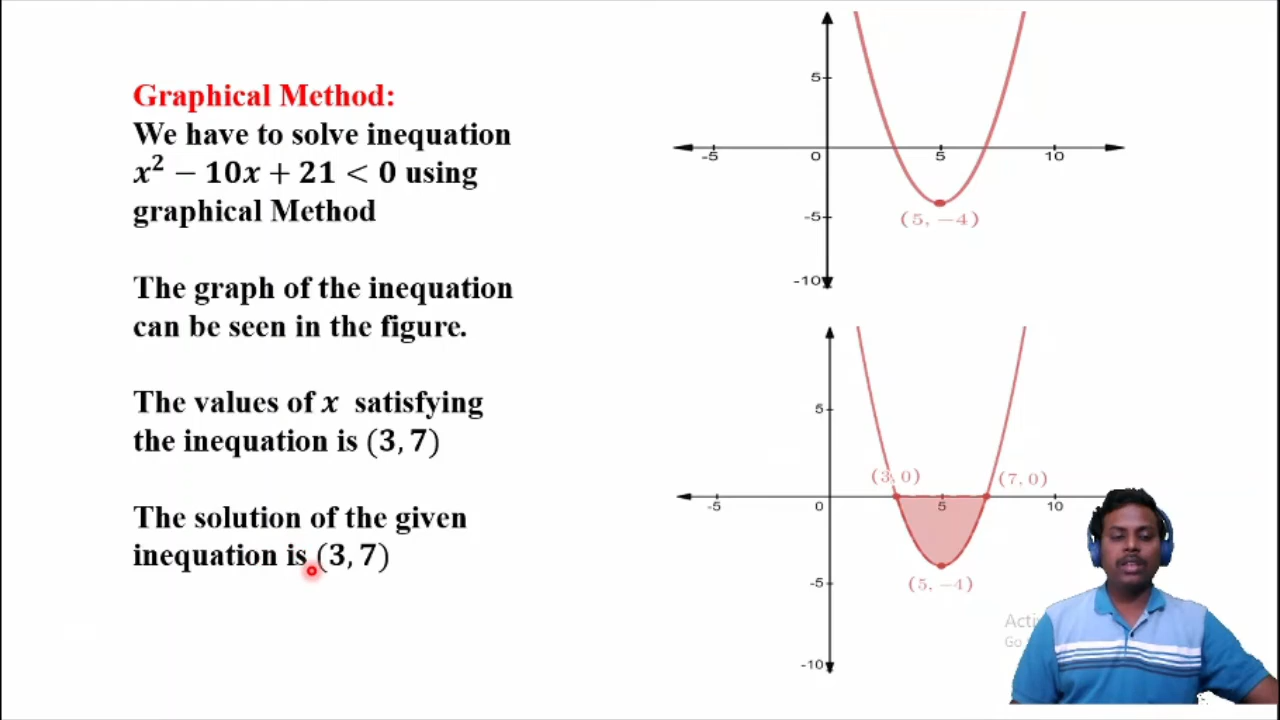 Graphical Method:
We have to solve inequation
x² − 10x + 21 < 0 using
graphical Method
The graph of the inequation
can be seen in the figure.
The values of x satisfying
the inequation is (3, 7)
The solution of the given
inequation is (3, 7)
5
-5 0 5 10
-5
(5, −4)
-10
5
(3, 0) (7, 0)
-5 0 5 10
-5
(5, −4)
-10
Go